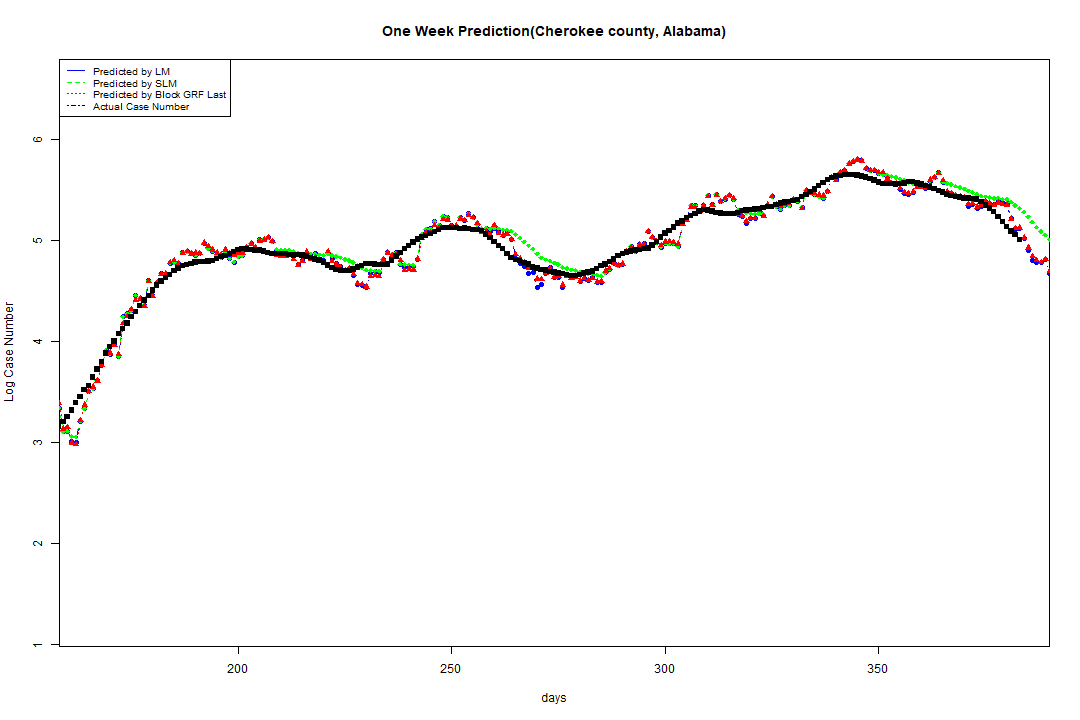 One Week Prediction(Cherokee county, Alabama)
Predicted by LM
Predicted by SLM
Predicted by Block GRF Last
Actual Case Number
6
5
4
3
2
1
Log Case Number
200 250 300 350
days